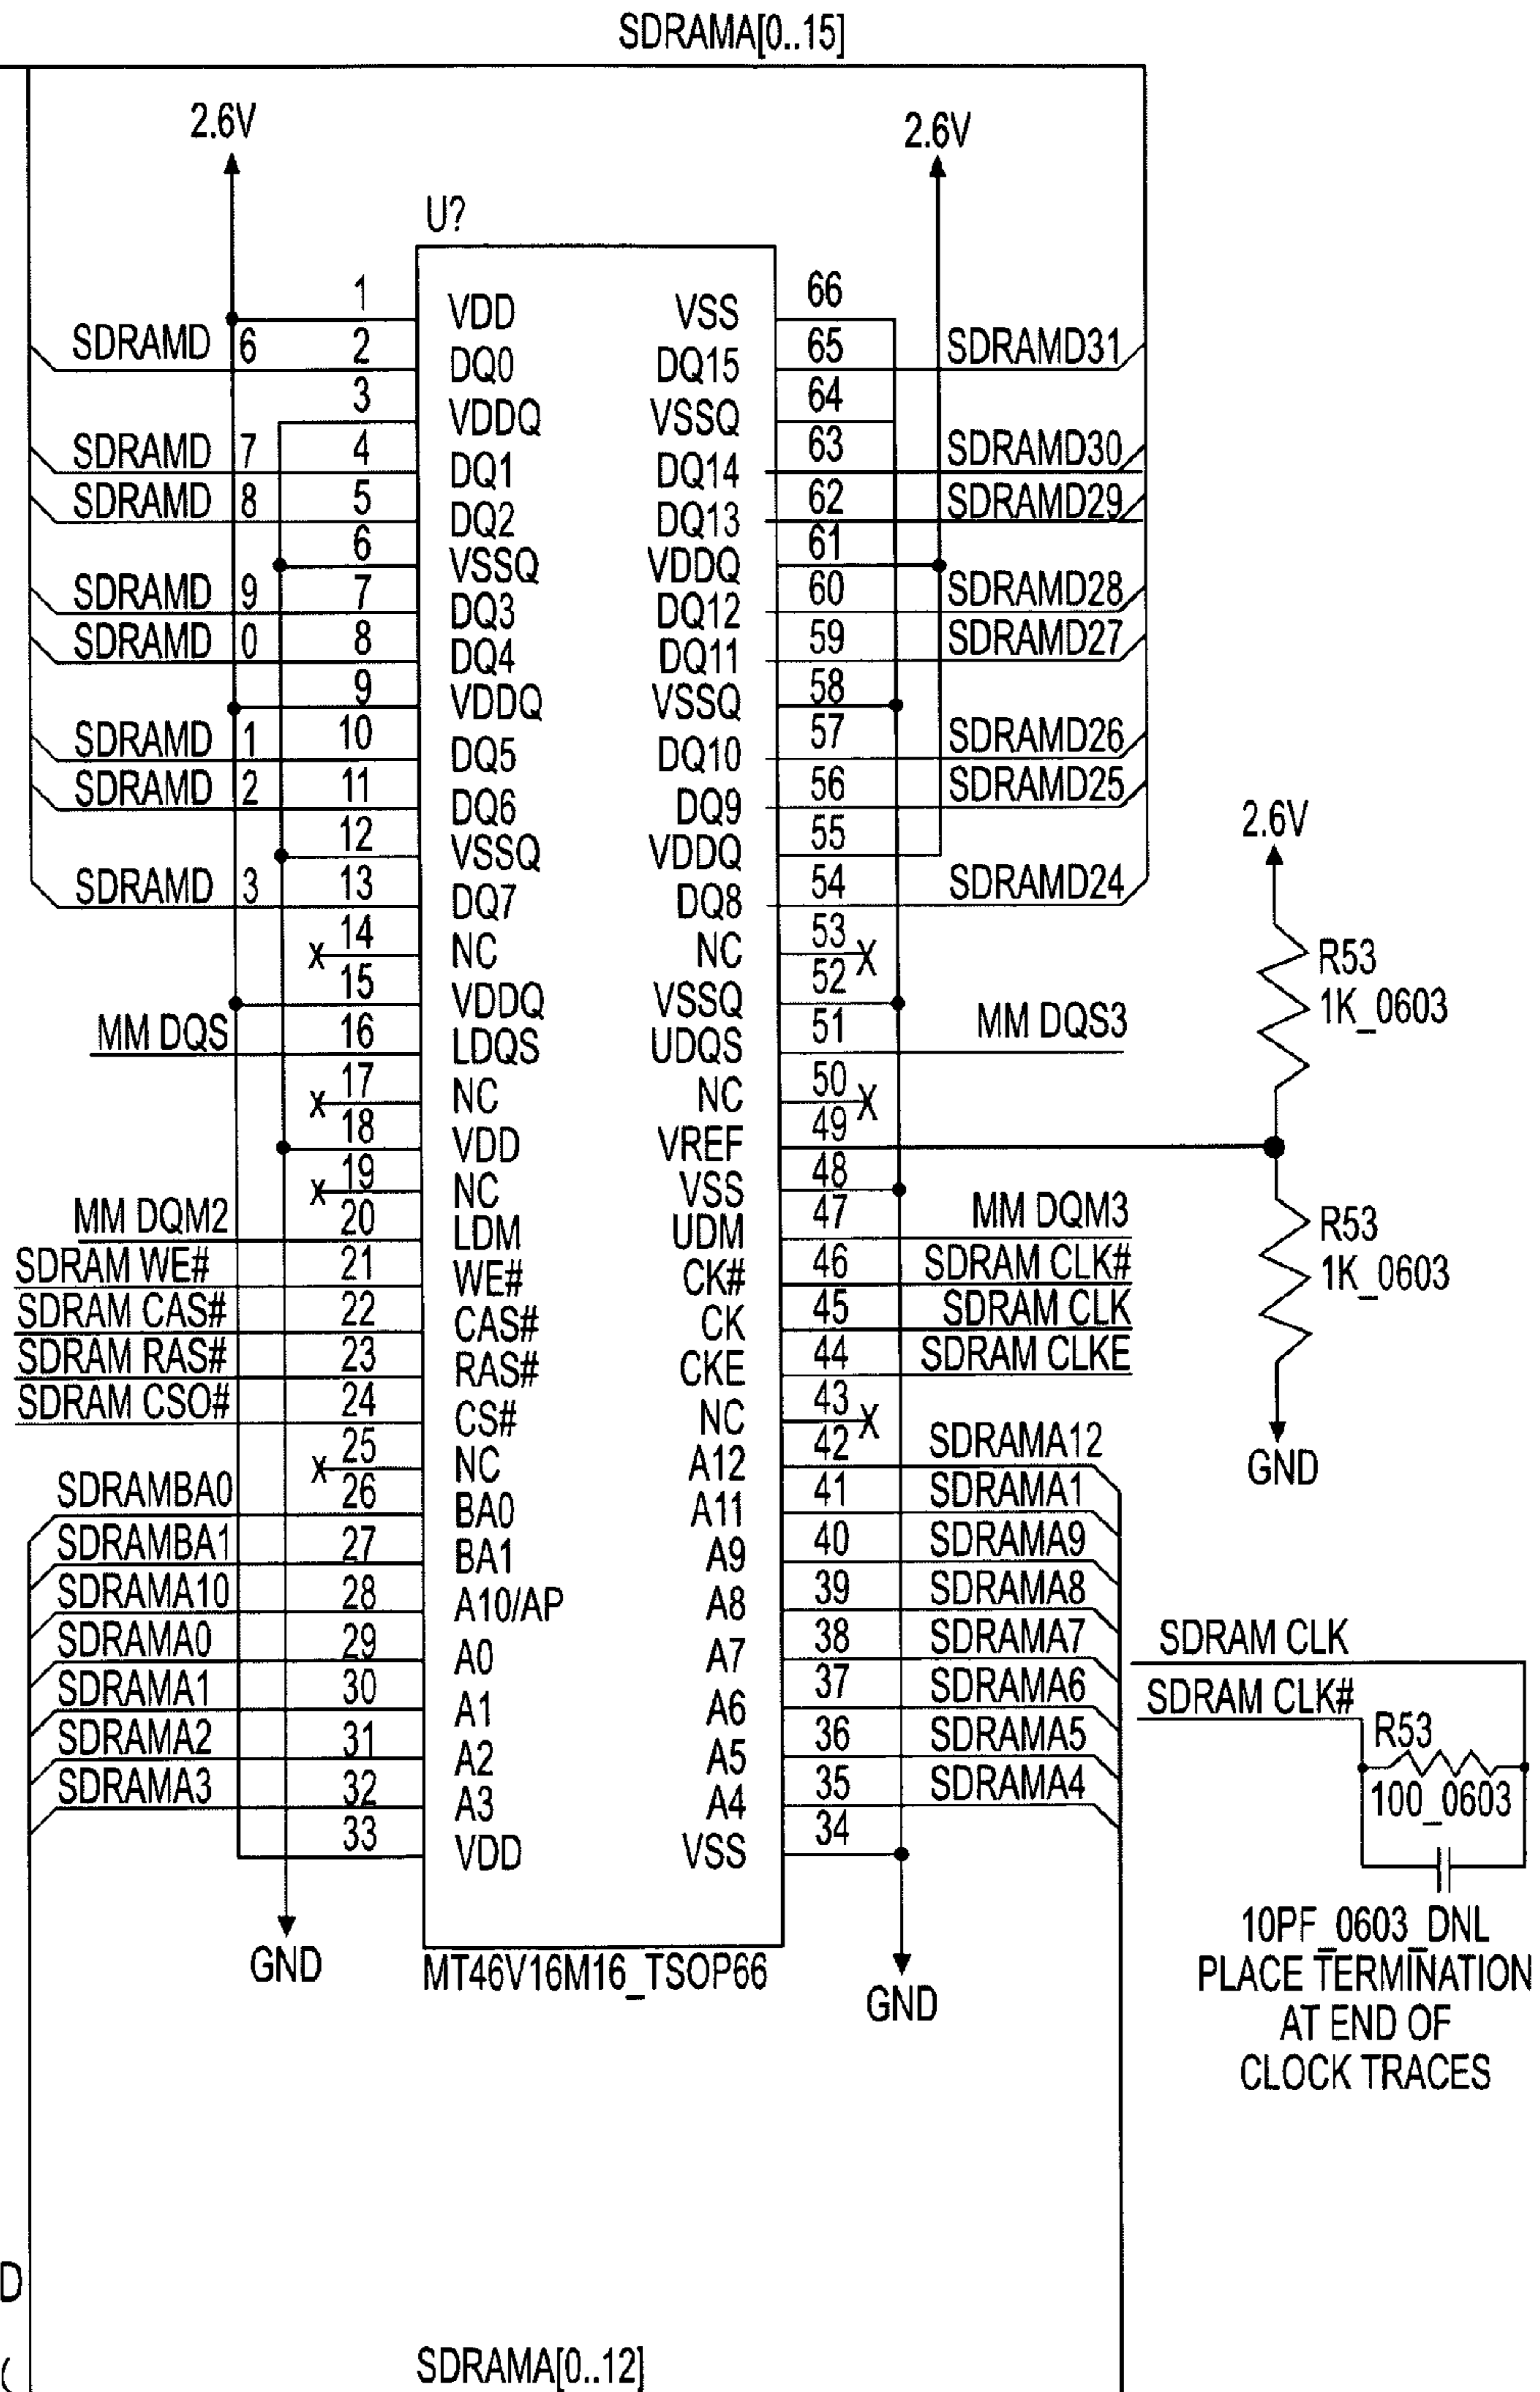 SDRAMA[0..15]
2.6V 2.6V
U?
1 VDD VSS 66
SDRAMD 6 2 DQ0 DQ15 65 SDRAMD31
3 VDDQ VSSQ 64
SDRAMD 7 4 DQ1 DQ14 63 SDRAMD30
SDRAMD 8 5 DQ2 DQ13 62 SDRAMD29
6 VSSQ VDDQ 61
SDRAMD 9 7 DQ3 DQ12 60 SDRAMD28
SDRAMD 0 8 DQ4 DQ11 59 SDRAMD27
9 VDDQ VSSQ 58
SDRAMD 1 10 DQ5 DQ10 57 SDRAMD26
SDRAMD 2 11 DQ6 DQ9 56 SDRAMD25
12 VSSQ VDDQ 55
SDRAMD 3 13 DQ7 DQ8 54 SDRAMD24
X 14 NC NC 53 X
15 VDDQ VSSQ 52
MM DQS 16 LDQS UDQS 51 MM DQS3
X 17 NC NC 50 X
18 VDD VREF 49
X 19 NC VSS 48
MM DQM2 20 LDM UDM 47 MM DQM3
SDRAM WE# 21 WE# CK# 46 SDRAM CLK#
SDRAM CAS# 22 CAS# CK 45 SDRAM CLK
SDRAM RAS# 23 RAS# CKE 44 SDRAM CLKE
SDRAM CSO# 24 CS# NC 43 X
X 25 NC A12 42 SDRAMA12
SDRAMBA0 26 BA0 A11 41 SDRAMA1
SDRAMBA1 27 BA1 A9 40 SDRAMA9
SDRAMA10 28 A10/AP A8 39 SDRAMA8
SDRAMA0 29 A0 A7 38 SDRAMA7
SDRAMA1 30 A1 A6 37 SDRAMA6
SDRAMA2 31 A2 A5 36 SDRAMA5
SDRAMA3 32 A3 A4 35 SDRAMA4
33 VDD VSS 34
GND
MT46V16M16_TSOP66
GND
2.6V
R53
1K_0603
R53
1K_0603
GND
SDRAM CLK
SDRAM CLK#
R53
100_0603
10PF_0603_DNL
PLACE TERMINATION
AT END OF
CLOCK TRACES
D
(
SDRAMA[0..12]